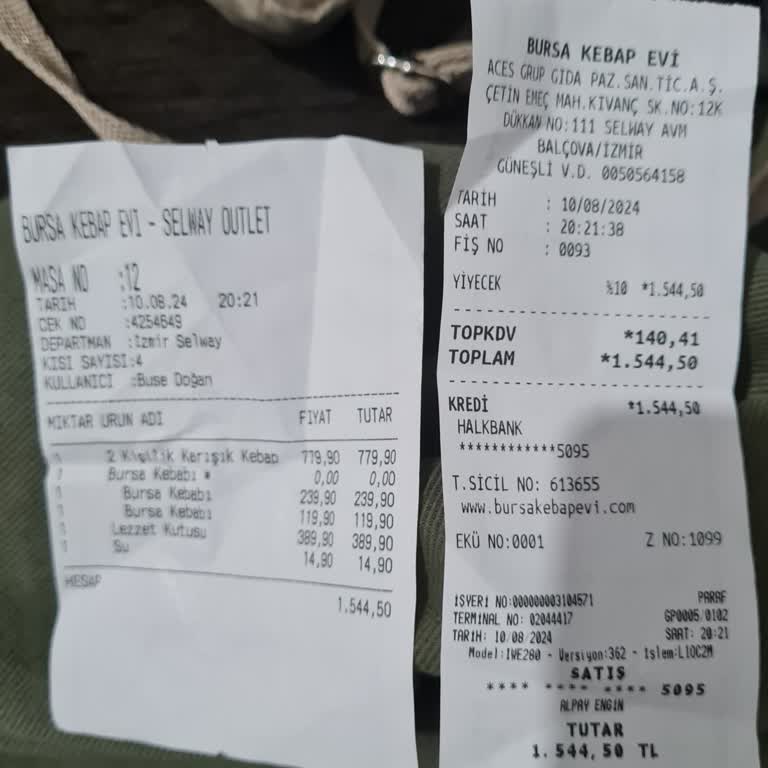 BURSA KEBAP EVI - SELWAY OUTLET
MASA NO :12
TARIH :10.08.24 20:21
CEK NO :4254649
DEPARTMAN :Izmir Selway
KISI SAYISI:4
KULLANICI :Buse Doğan
MIKTAR URUN ADI FIYAT TUTAR
2 Kişilik Karışık Kebap 779,90 779,90
Bursa Kebabı * 0,00 0,00
Bursa Kebabı 239,90 239,90
Bursa Kebabı 119,90 119,90
Lezzet Kutusu 389,90 389,90
Su 14,90 14,90
HESAP
1.544,50
BURSA KEBAP EVİ
ACES GRUP GIDA PAZ.SAN.TİC.A.Ş.
ÇETİN EMEÇ MAH.KIVANÇ SK.NO:12K
DÜKKAN NO:111 SELWAY AVM
BALÇOVA/İZMİR
GÜNEŞLİ V.D. 0050564158
TARİH : 10/08/2024
SAAT : 20:21:38
FİŞ NO : 0093
YİYECEK %10 *1.544,50
TOPKDV *140,41
TOPLAM *1.544,50
KREDİ *1.544,50
HALKBANK
************5095
T.SİCİL NO: 613655
www.bursakebapevi.com
EKÜ NO:0001 Z NO:1099
İŞYERİ NO:000000003104571 PARAF
TERMİNAL NO: 02044417 GP0005/0102
TARİH: 10/08/2024 SAAT: 20:21
Model:IWE280 - Versiyon:362 - Islem:L10C2M
SATIŞ
**** **** **** 5095
ALPAY ENGIN
TUTAR
1.544,50 TL